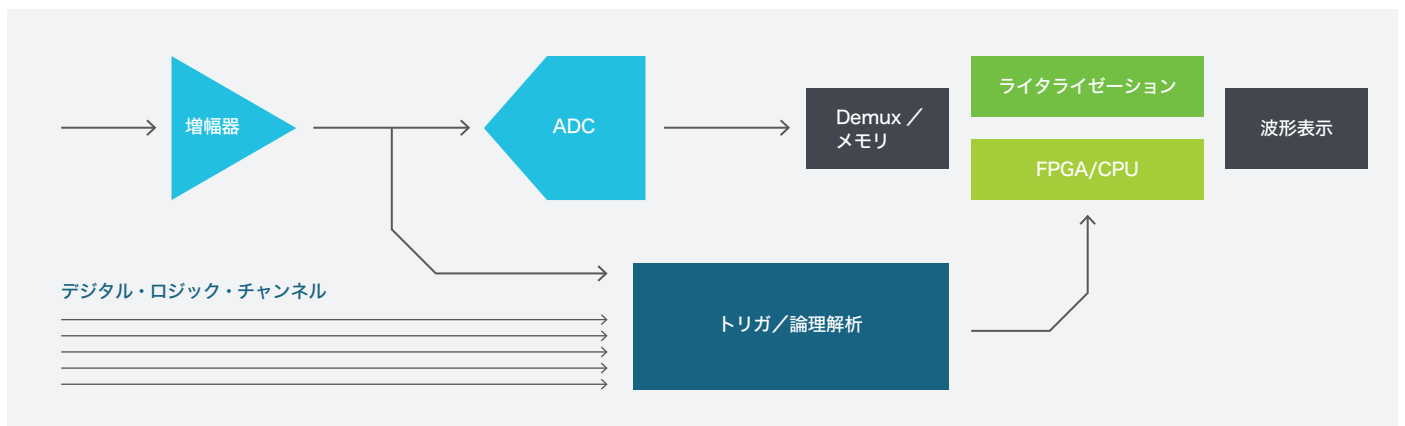 増幅器
ADC
Demux ／
メモリ
ライタライゼーション
FPGA/CPU
波形表示
デジタル・ロジック・チャンネル
トリガ／論理解析